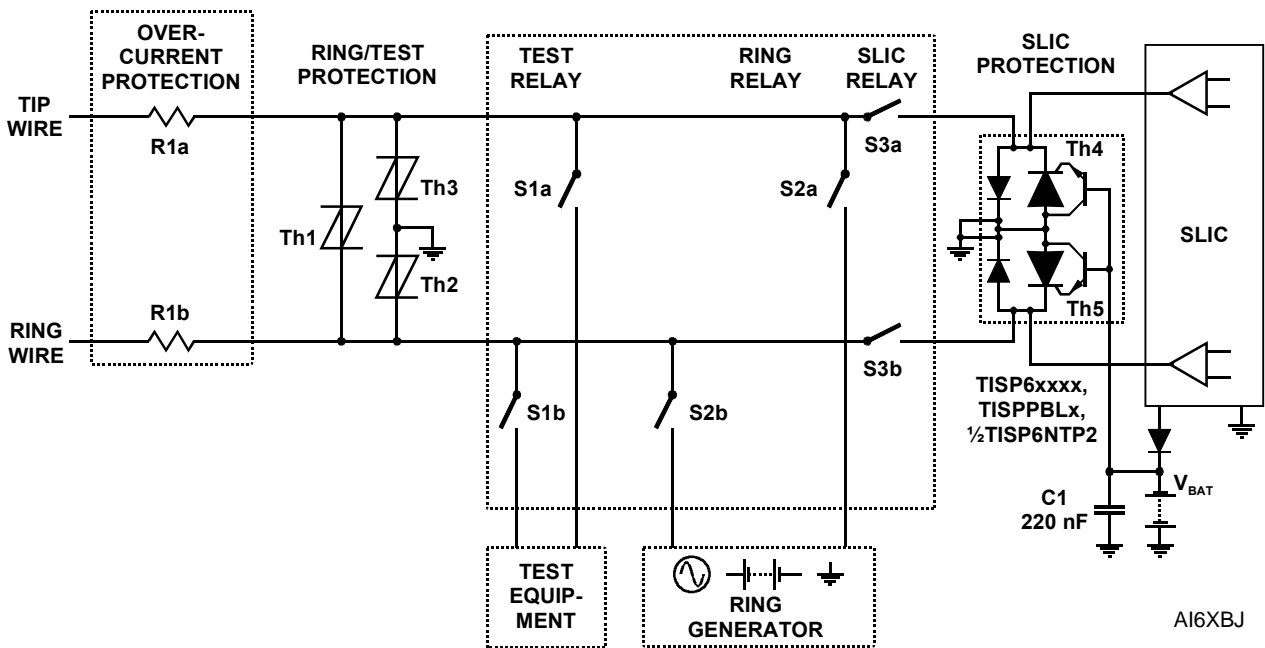 OVER-
CURRENT
PROTECTION
RING/TEST
PROTECTION
TEST
RELAY
RING
RELAY
SLIC
RELAY
SLIC
PROTECTION
TIP
WIRE
R1a
S3a
Th4
Th3
S1a
S2a
Th1
SLIC
Th2
R1b
Th5
RING
WIRE
S3b
S1b
S2b
TISP6xxxx,
TISPPBLx,
½TISP6NTP2
C1
220 nF
VBAT
TEST
EQUIP-
MENT
RING
GENERATOR
AI6XBJ